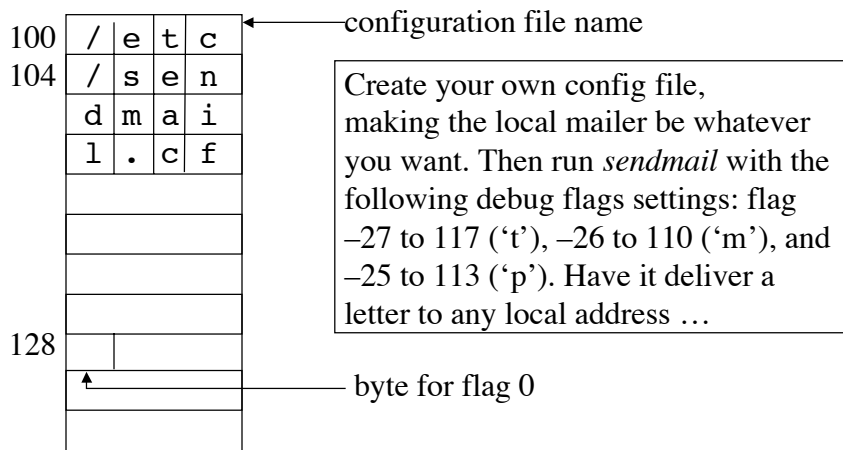 configuration file name
100 / e t c
104 / s e n
d m a i
l . c f
Create your own config file,
making the local mailer be whatever
you want. Then run sendmail with the
following debug flags settings: flag
–27 to 117 (‘t’), –26 to 110 (‘m’), and
–25 to 113 (‘p’). Have it deliver a
letter to any local address …
128
byte for flag 0